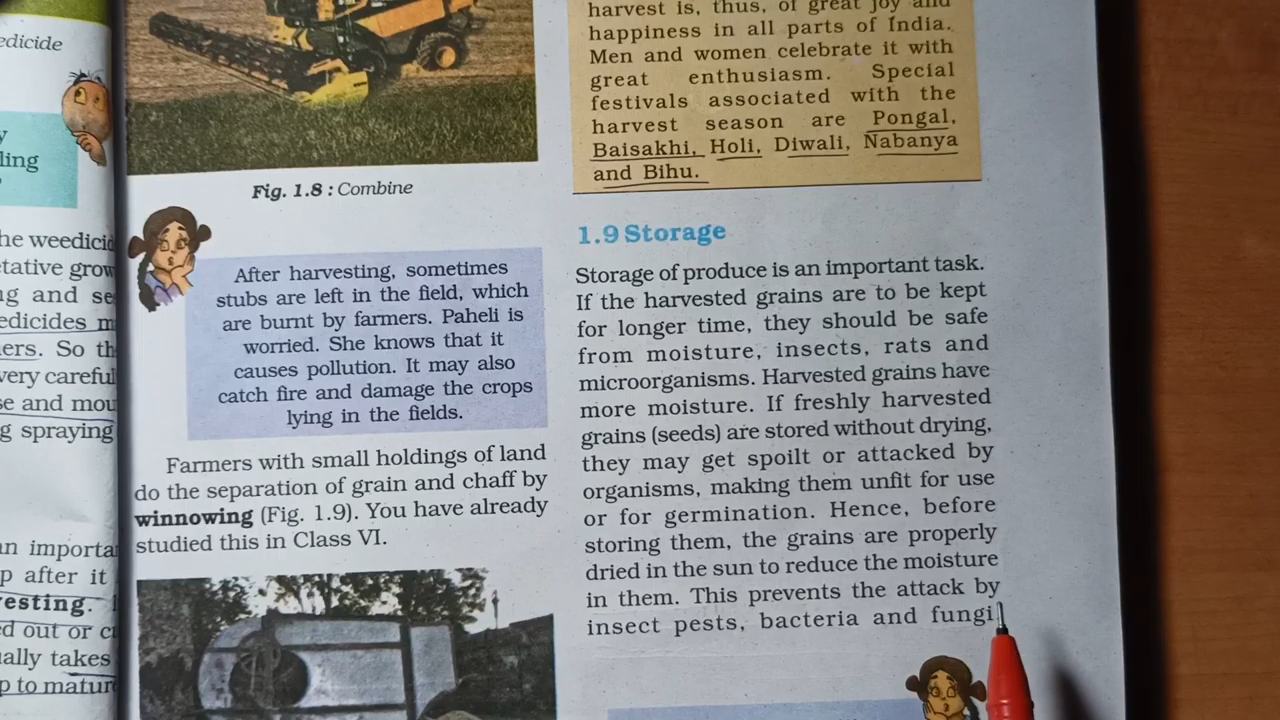 edicide
y
ling
he weedicid
tative grow
ng and se
edicides m
ers. So th
very careful
se and mou
g spraying
an importa
p after it
esting.
ed out or cu
ally takes
p to mature
Fig. 1.8 : Combine
After harvesting, sometimes
stubs are left in the field, which
are burnt by farmers. Paheli is
worried. She knows that it
causes pollution. It may also
catch fire and damage the crops
lying in the fields.
Farmers with small holdings of land
do the separation of grain and chaff by
winnowing (Fig. 1.9). You have already
studied this in Class VI.
harvest is, thus, of great joy and
happiness in all parts of India.
Men and women celebrate it with
great enthusiasm. Special
festivals associated with the
harvest season are Pongal,
Baisakhi, Holi, Diwali, Nabanya
and Bihu.
1.9 Storage
Storage of produce is an important task.
If the harvested grains are to be kept
for longer time, they should be safe
from moisture, insects, rats and
microorganisms. Harvested grains have
more moisture. If freshly harvested
grains (seeds) are stored without drying,
they may get spoilt or attacked by
organisms, making them unfit for use
or for germination. Hence, before
storing them, the grains are properly
dried in the sun to reduce the moisture
in them. This prevents the attack by
insect pests, bacteria and fungi.